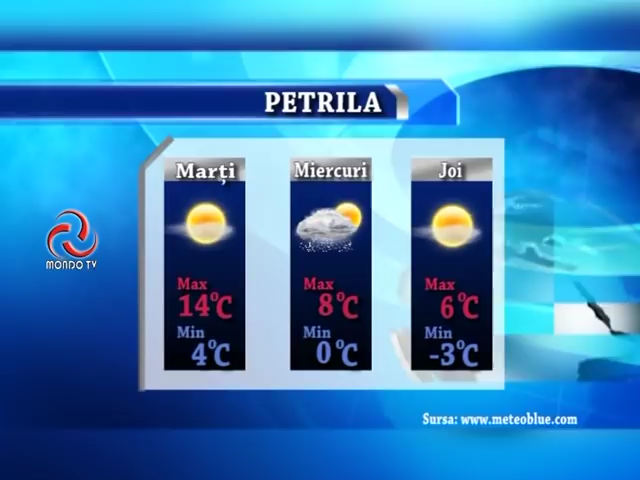 PETRILA
Marți
Miercuri
Joi
Max
14°C
Min
4°C
Max
8°C
Min
0°C
Max
6°C
Min
-3°C
MONDO TV
Sursa: www.meteoblue.com